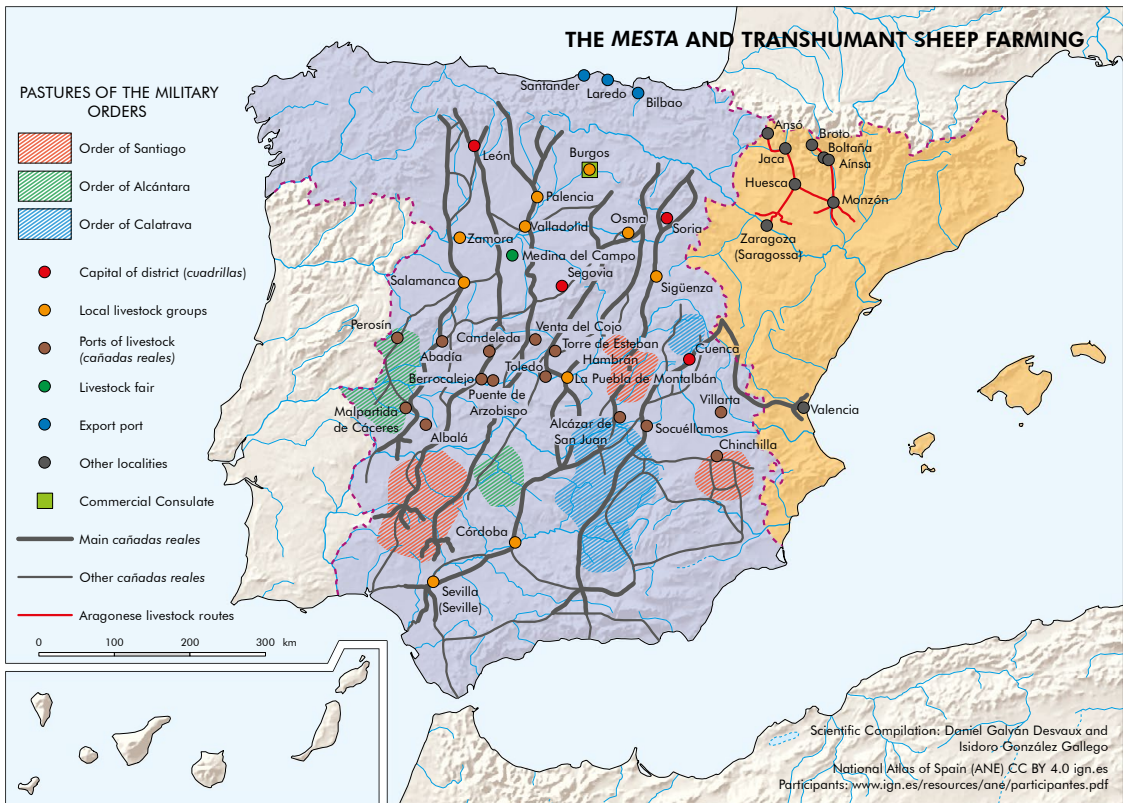 THE MESTA AND TRANSHUMANT SHEEP FARMING
PASTURES OF THE MILITARY
ORDERS
Order of Santiago
Order of Alcántara
Order of Calatrava
Capital of district (cuadrillas)
Local livestock groups
Ports of livestock
(cañadas reales)
Livestock fair
Export port
Other localities
Commercial Consulate
Main cañadas reales
Other cañadas reales
Aragonese livestock routes
0 100 200 300 km
Santander
Laredo
Bilbao
León
Burgos
Palencia
Valladolid
Osma
Soria
Zamora
Medina del Campo
Segovia
Salamanca
Sigüenza
Ansó
Broto
Jaca
Boltaña
Aínsa
Huesca
Monzón
Zaragoza
(Saragossa)
Perosín
Abadía
Candeleda
Venta del Cojo
Torre de Esteban
Hambrán
Cuenca
Berrocalejo
Toledo
La Puebla de Montalbán
Puente de
Arzobispo
Villarta
Valencia
Malpartida
de Cáceres
Albalá
Alcázar de
San Juan
Socuéllamos
Chinchilla
Córdoba
Sevilla
(Seville)
Scientific Compilation: Daniel Galván Desvaux and
Isidoro González Gallego
National Atlas of Spain (ANE) CC BY 4.0 ign.es
Participants: www.ign.es/resources/ane/participantes.pdf